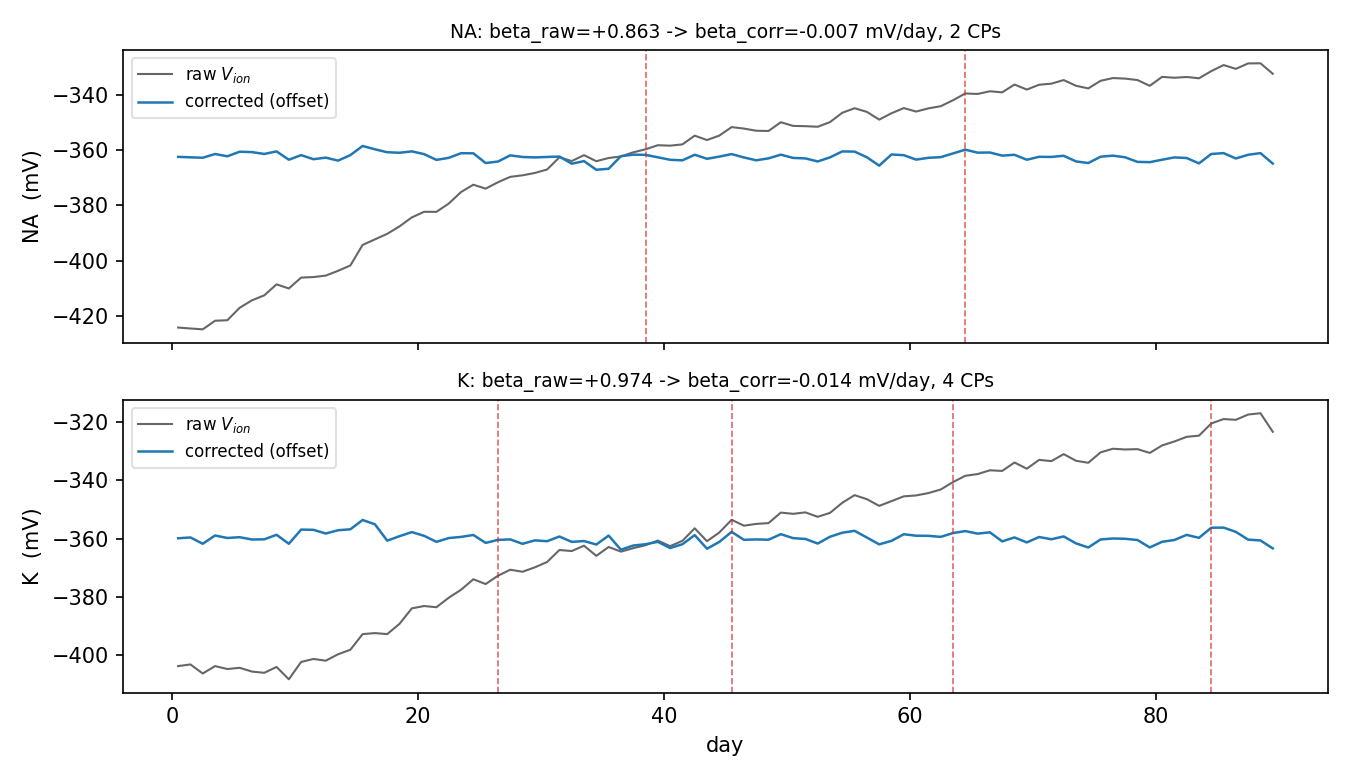 NA: beta_raw=+0.863 -> beta_corr=-0.007 mV/day, 2 CPs
raw V_ion
corrected (offset)
−340
−360
−380
−400
−420
NA (mV)
K: beta_raw=+0.974 -> beta_corr=-0.014 mV/day, 4 CPs
raw V_ion
corrected (offset)
−320
−340
−360
−380
−400
K (mV)
0 20 40 60 80
day